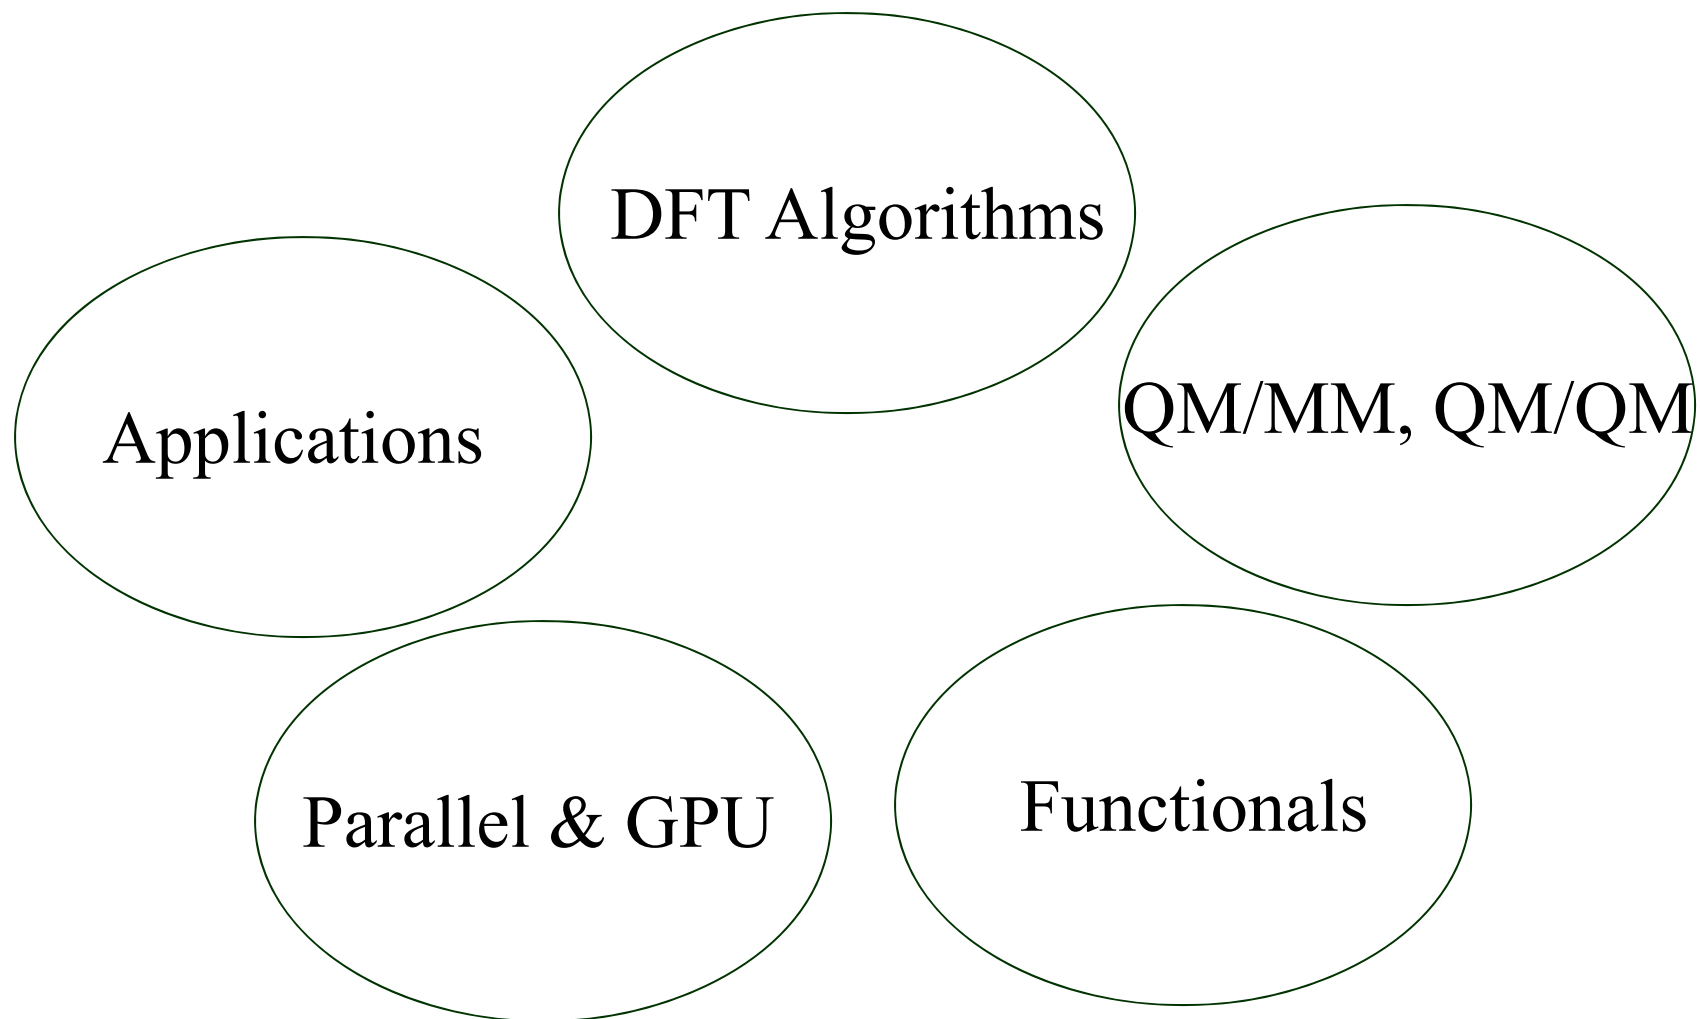 DFT Algorithms
QM/MM, QM/QM
Applications
Parallel & GPU
Functionals